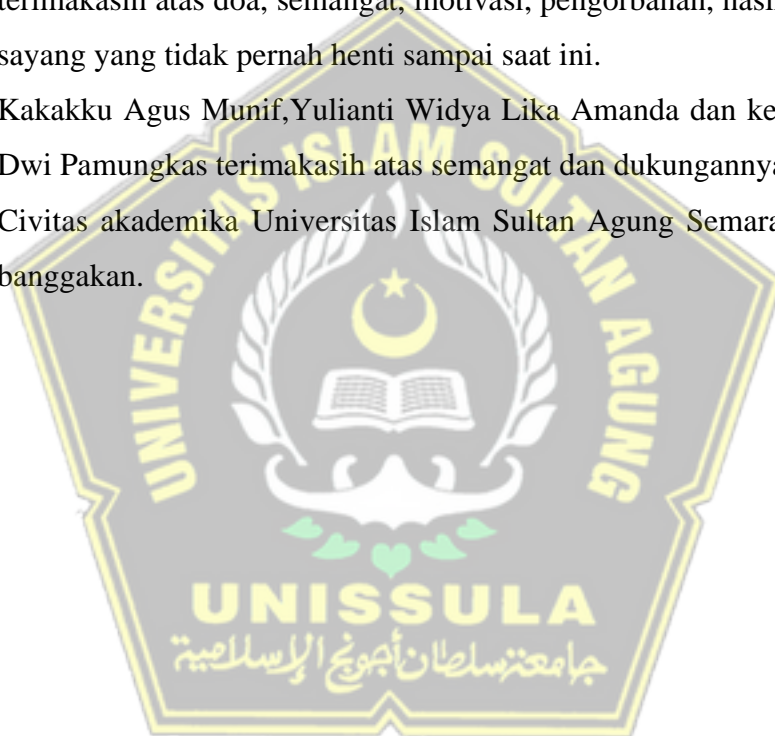 terimakasih atas doa, semangat, motivasi, pengorbanan,
sayang yang tidak pernah henti sampai saat ini.
Kakakku Agus Munif,Yulianti Widya Lika Amanda dan ke
Dwi Pamungkas terimakasih atas semangat dan dukungannya
Civitas akademika Universitas Islam Sultan Agung Semara
banggakan.
UNIVERSITAS ISLAM SULTAN AGUNG
UNISSULA
جامعة سلطان أجونج الإسلامية